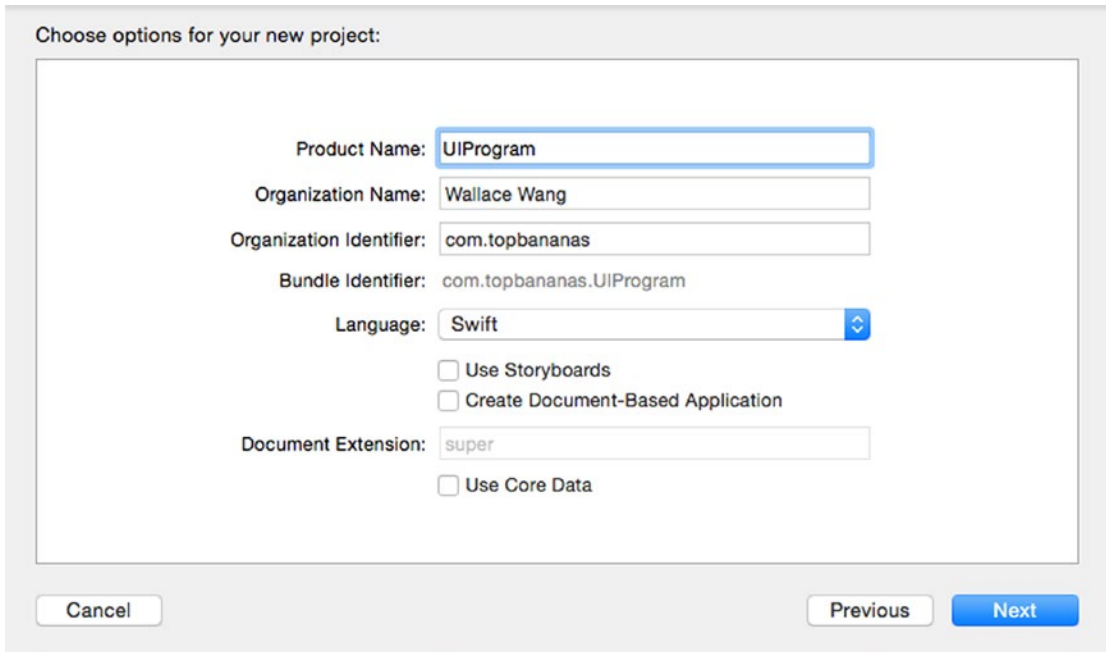 Choose options for your new project:
Product Name: UIProgram
Organization Name: Wallace Wang
Organization Identifier: com.topbananas
Bundle Identifier: com.topbananas.UIProgram
Language: Swift
Use Storyboards
Create Document-Based Application
Document Extension: super
Use Core Data
Cancel Previous Next